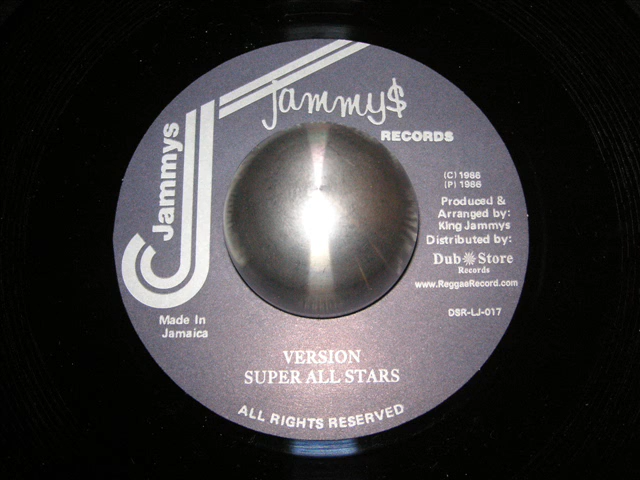 Jammy$
RECORDS
Jammys
(C) 1986
(P) 1986
Produced &
Arranged by:
King Jammys
Distributed by:
Dub Store
Records
www.ReggaeRecord.com
DSR-LJ-017
Made In
Jamaica
VERSION
SUPER ALL STARS
ALL RIGHTS RESERVED